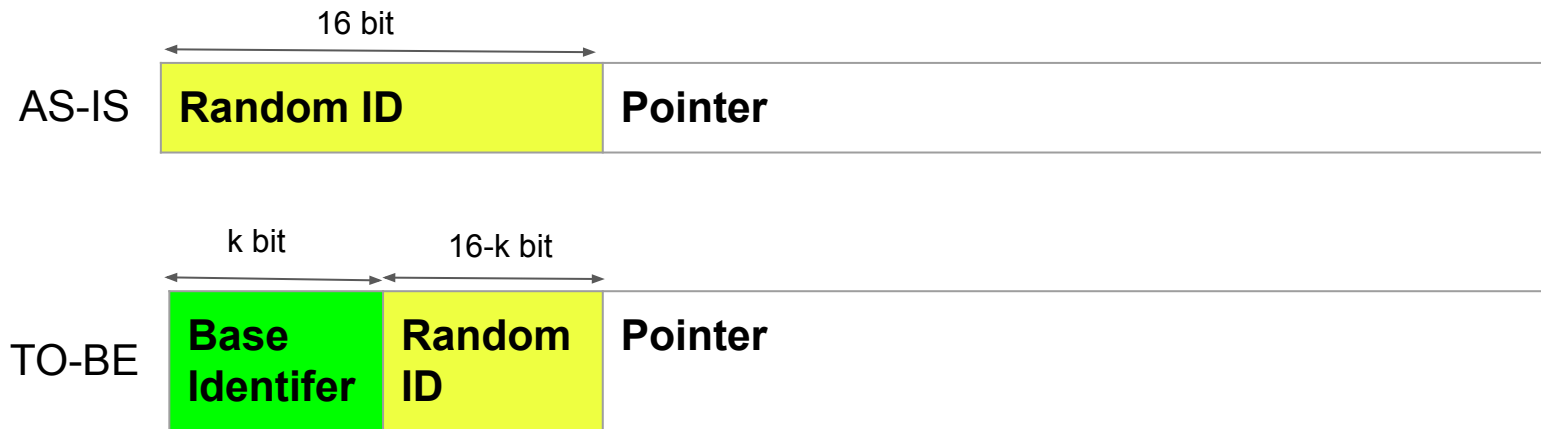 16 bit
AS-IS Random ID Pointer
k bit 16-k bit
Base Random Pointer
TO-BE
Identifer ID